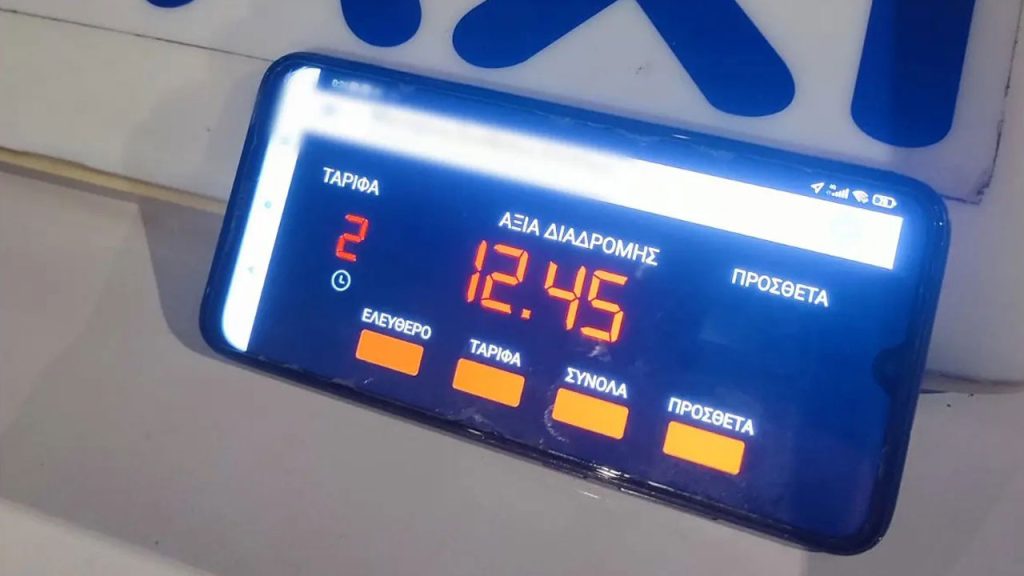 ΤΑΡΙΦΑ
2
ΑΞΙΑ ΔΙΑΔΡΟΜΗΣ
12.45
ΠΡΟΣΘΕΤΑ
ΕΛΕΥΘΕΡΟ
ΤΑΡΙΦΑ
ΣΥΝΟΛΑ
ΠΡΟΣΘΕΤΑ